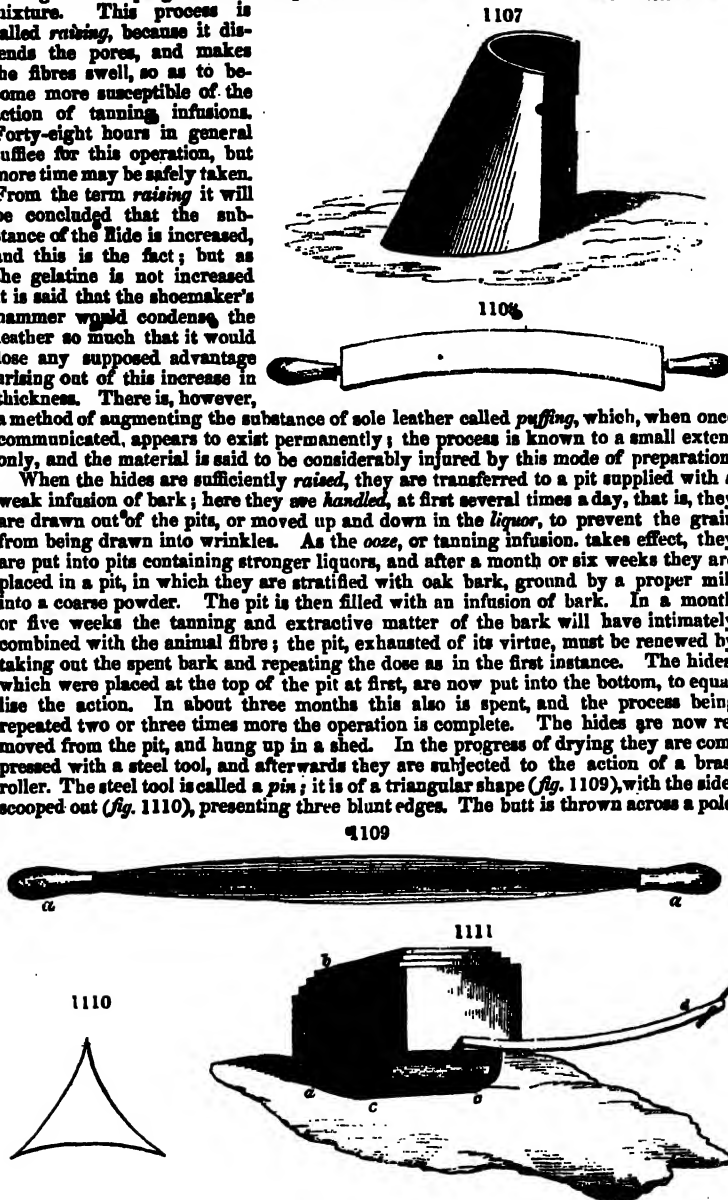 nixture. This process is
alled raising, because it dis-
ends the pores, and makes
he fibres swell, so as to be-
ome more susceptible of the
ction of tanning infusions.
Forty-eight hours in general
uffice for this operation, but
more time may be safely taken.
From the term raising it will
be concluded that the sub-
stance of the hide is increased,
and this is the fact; but as
the gelatine is not increased
t is said that the shoemaker's
hammer would condense the
leather so much that it would
lose any supposed advantage
arising out of this increase in
thickness. There is, however,
1107
1108
a method of augmenting the substance of sole leather called puffing, which, when onc
communicated, appears to exist permanently; the process is known to a small exten
only, and the material is said to be considerably injured by this mode of preparation
When the hides are sufficiently raised, they are transferred to a pit supplied with a
weak infusion of bark; here they are handled, at first several times a day, that is, they
are drawn out of the pits, or moved up and down in the liquor, to prevent the grain
from being drawn into wrinkles. As the ooze, or tanning infusion. takes effect, they
are put into pits containing stronger liquors, and after a month or six weeks they are
placed in a pit, in which they are stratified with oak bark, ground by a proper mil
into a coarse powder. The pit is then filled with an infusion of bark. In a month
or five weeks the tanning and extractive matter of the bark will have intimately
combined with the animal fibre; the pit, exhausted of its virtue, must be renewed by
taking out the spent bark and repeating the dose as in the first instance. The hides
which were placed at the top of the pit at first, are now put into the bottom, to equa
lise the action. In about three months this also is spent, and the process being
repeated two or three times more the operation is complete. The hides are now re
moved from the pit, and hung up in a shed. In the progress of drying they are com
pressed with a steel tool, and afterwards they are subjected to the action of a bras
roller. The steel tool is called a pin; it is of a triangular shape (fig. 1109), with the side
scooped out (fig. 1110), presenting three blunt edges. The butt is thrown across a pole
1109
a a
1111
b
1110
a c